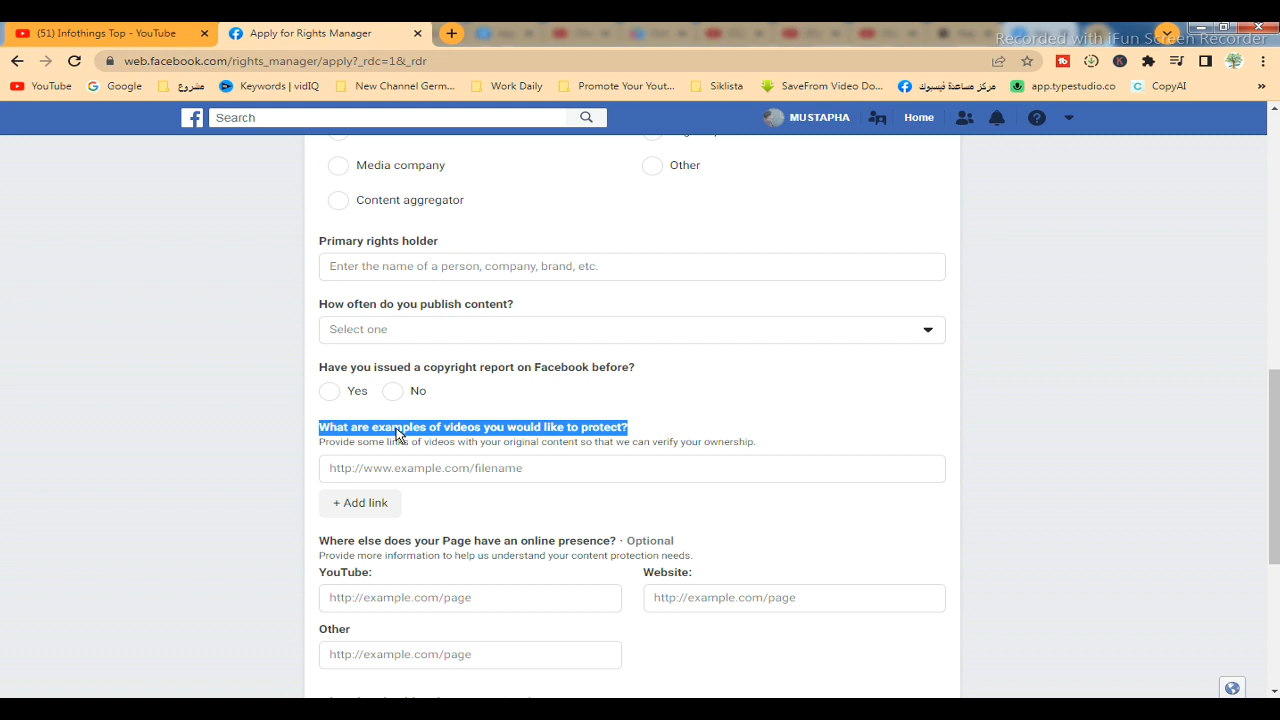 (51) Infothings Top - YouTube
Apply for Rights Manager
Recorded with iFun Screen Recorder
web.facebook.com/rights_manager/apply?_rdc=1&_rdr
YouTube
Google
مشروع
Keywords | vidIQ
New Channel Germ...
Work Daily
Promote Your Yout...
Siklista
SaveFrom Video Do...
مركز مساعدة فيسبوك
app.typestudio.co
CopyAI
Search
MUSTAPHA
Home
Media company
Other
Content aggregator
Primary rights holder
Enter the name of a person, company, brand, etc.
How often do you publish content?
Select one
Have you issued a copyright report on Facebook before?
Yes
No
What are examples of videos you would like to protect?
Provide some links of videos with your original content so that we can verify your ownership.
http://www.example.com/filename
+ Add link
Where else does your Page have an online presence? · Optional
Provide more information to help us understand your content protection needs.
YouTube:
Website:
http://example.com/page
http://example.com/page
Other
http://example.com/page